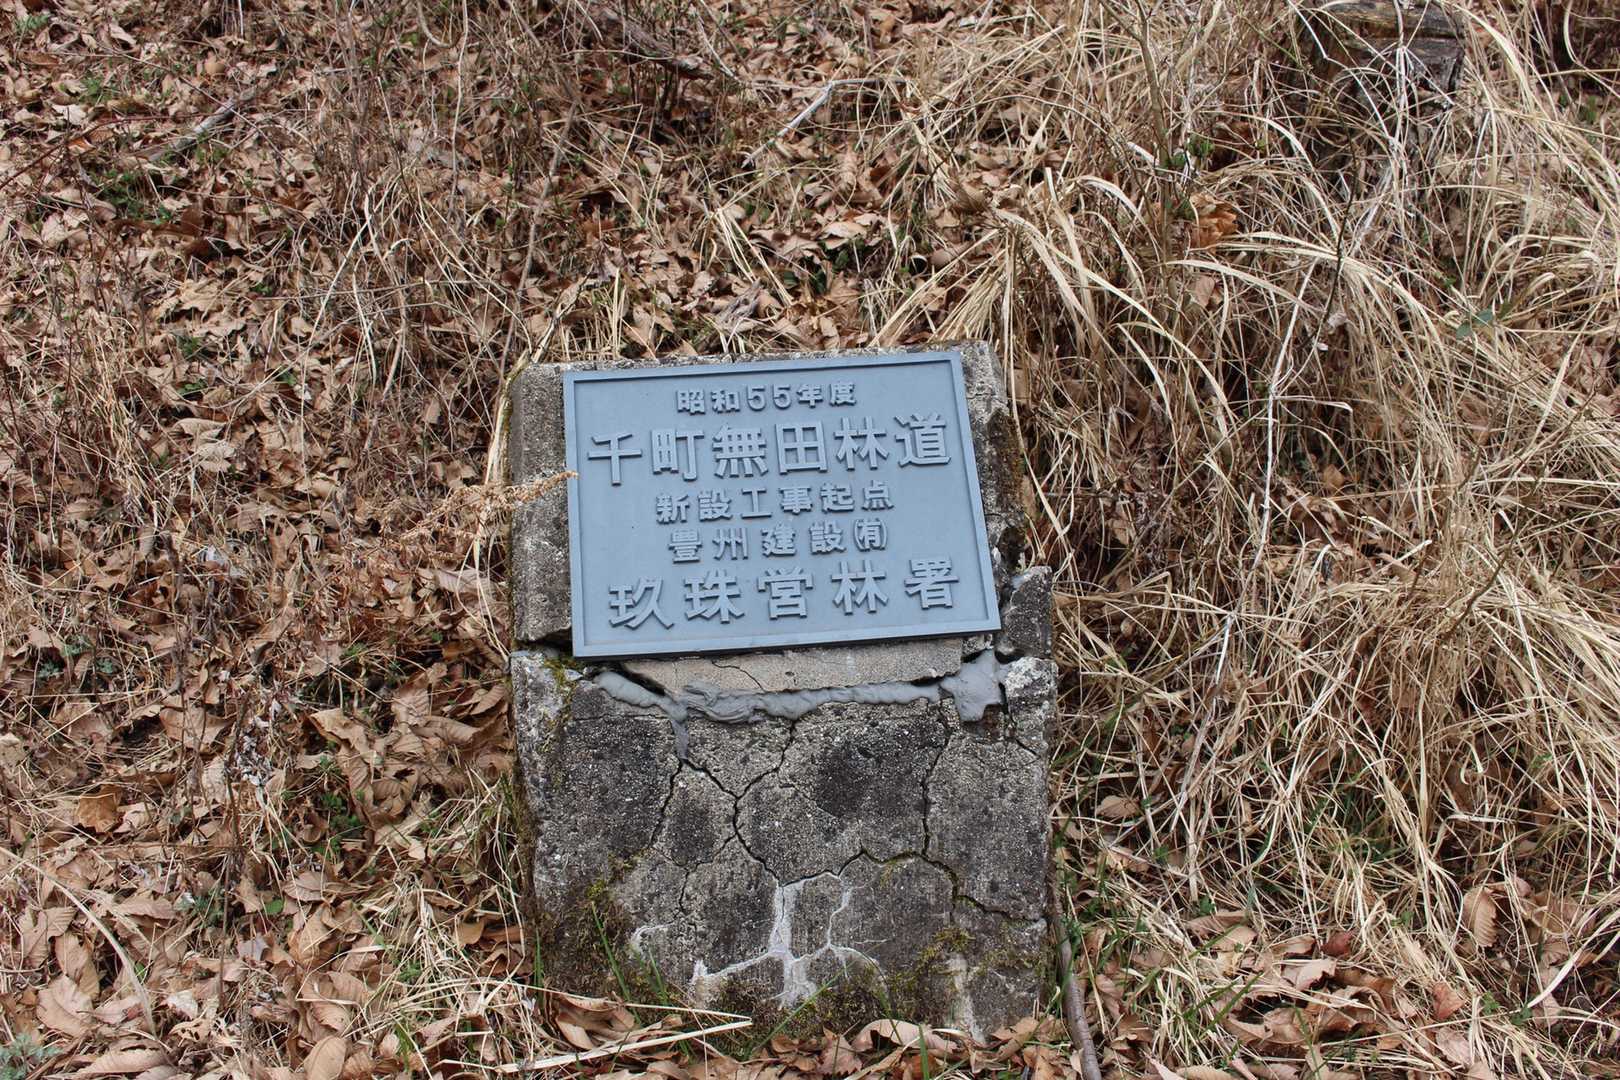 昭和55年度
千町無田林道
新設工事起点
豊州建設㈲
玖珠営林署